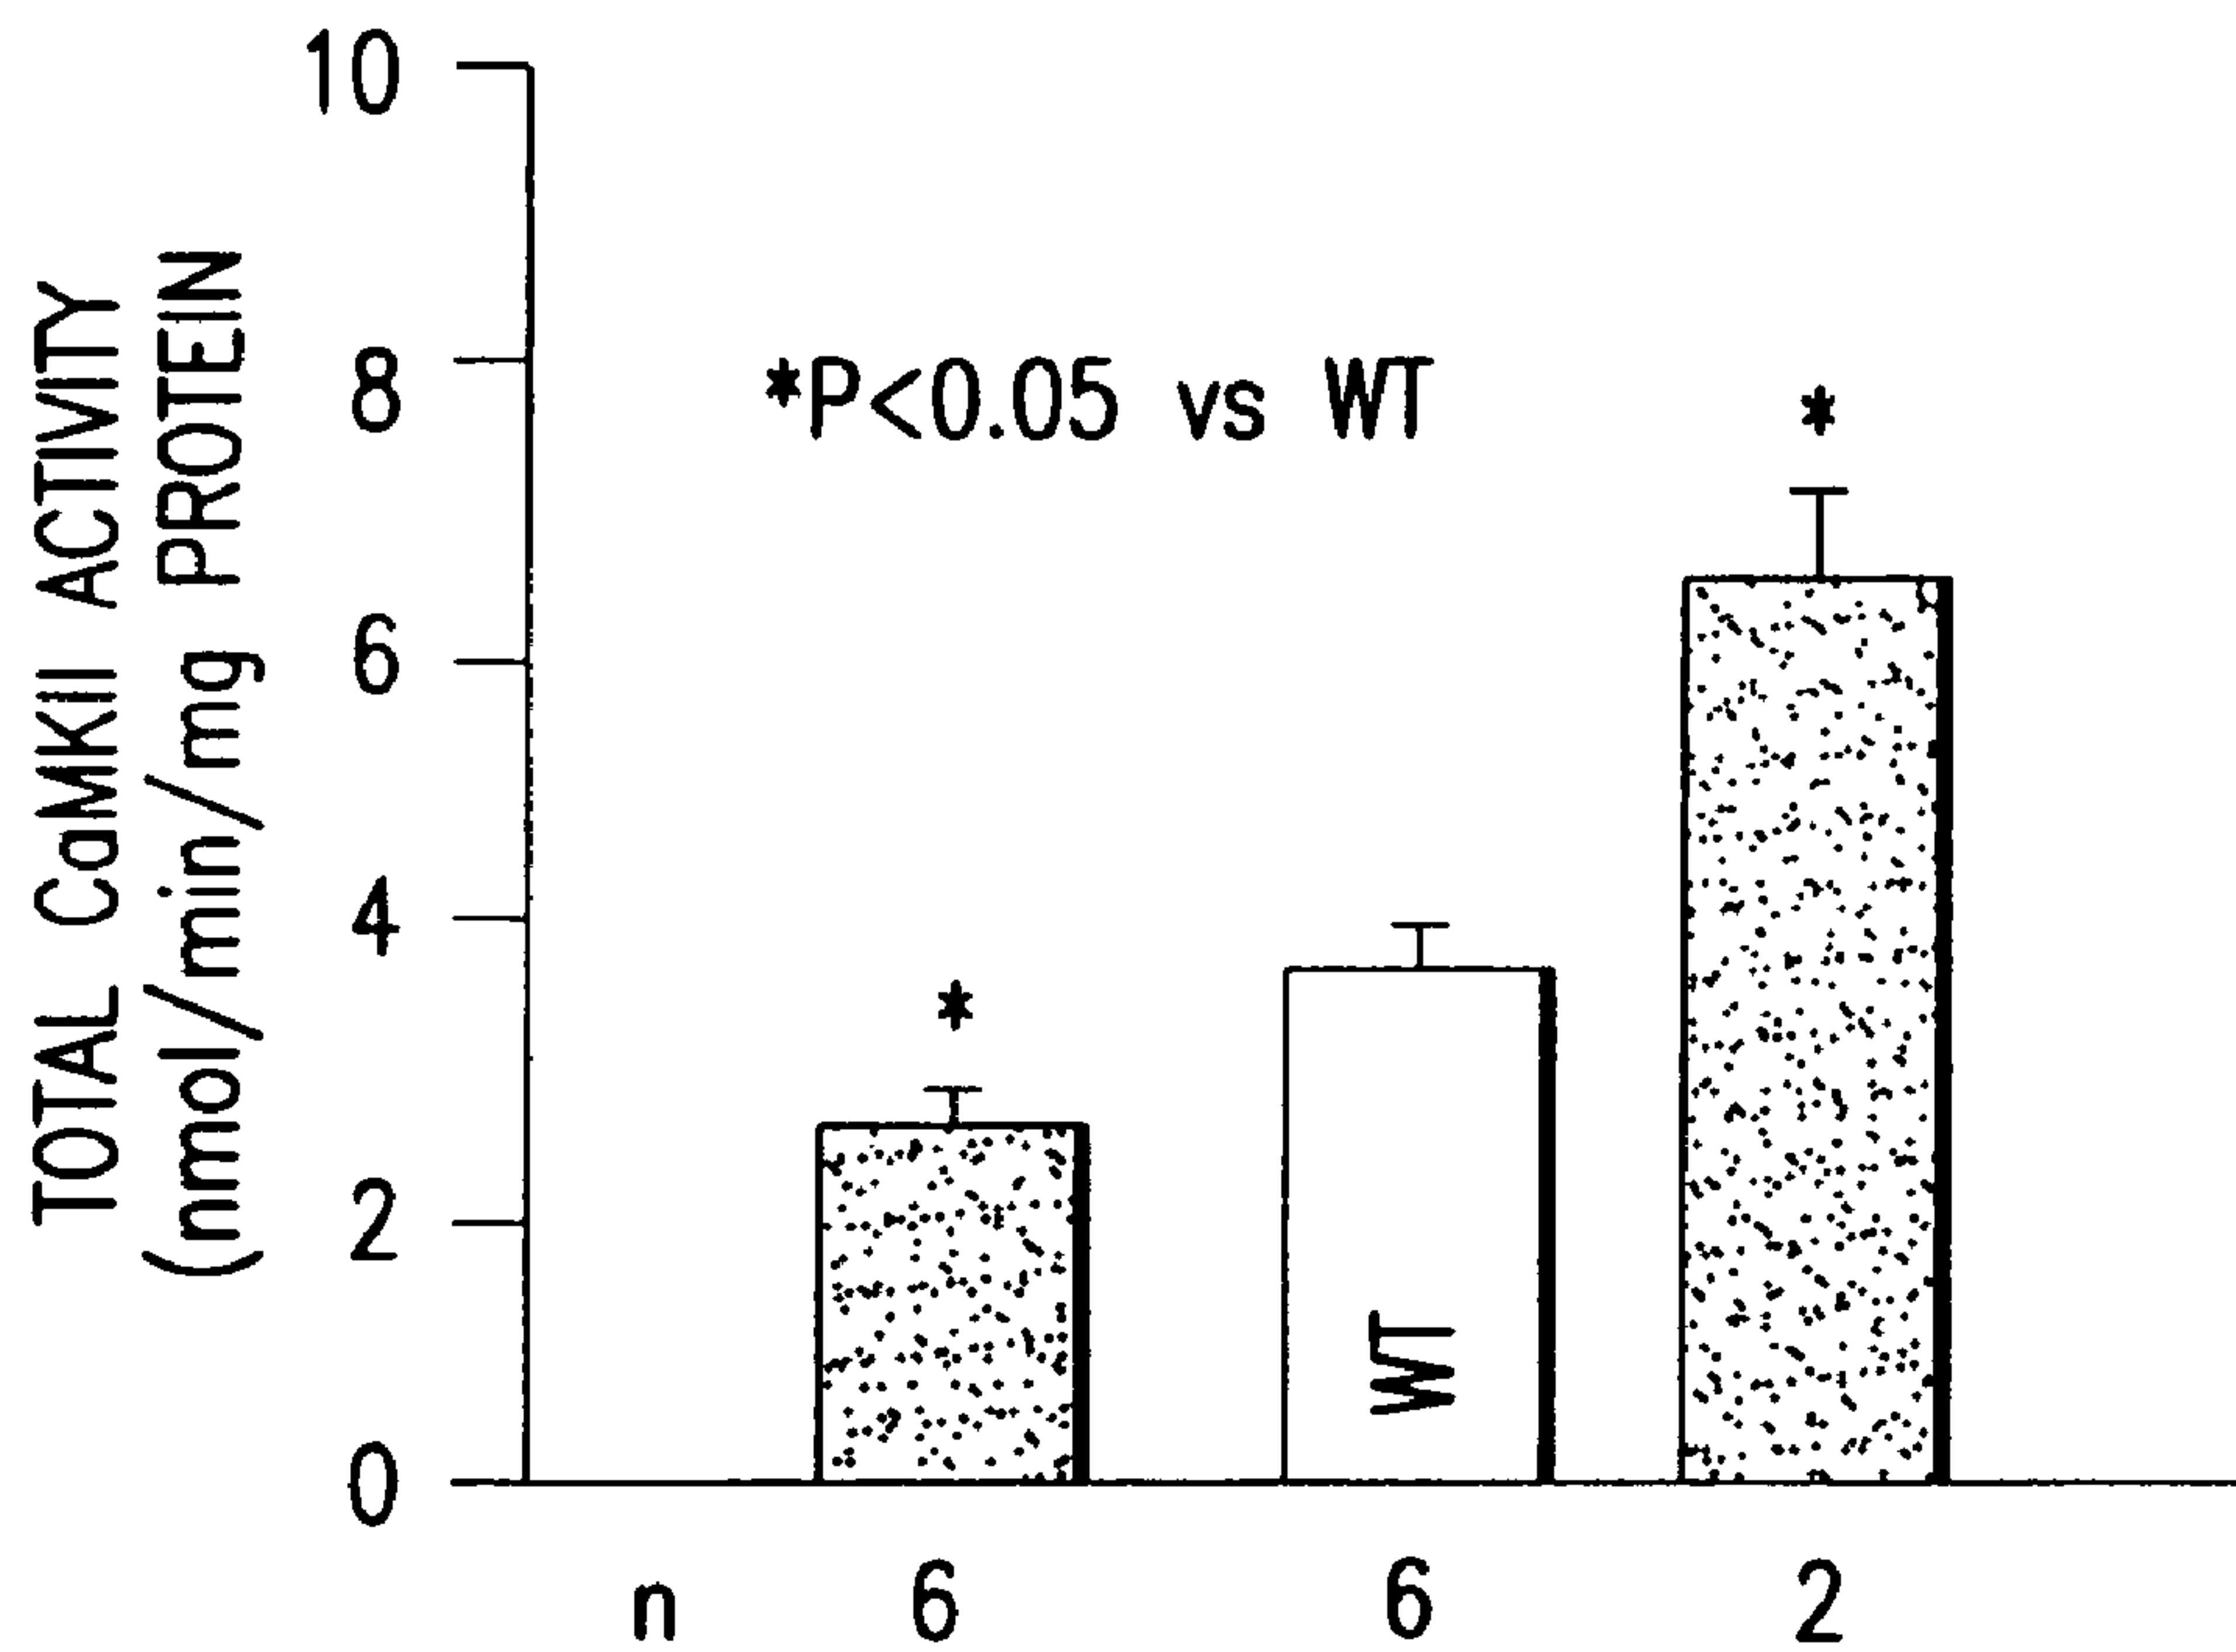 TOTAL CaMKII ACTIVITY
(nmol/min/mg PROTEIN
10
8
6
4
2
0
*P<0.05 vs WT
*
*
WT
n 6 6 2